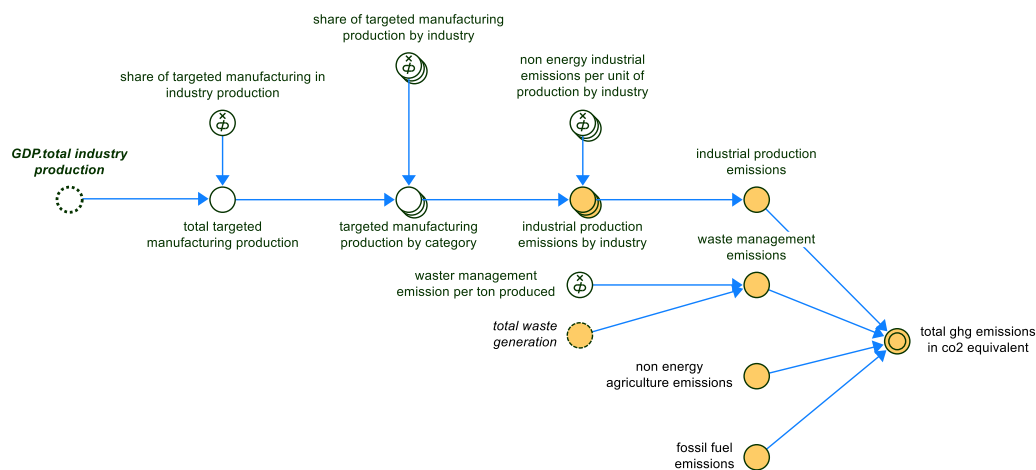 share of targeted manufacturing
production by industry
share of targeted manufacturing in
industry production
non energy industrial
emissions per unit of
production by industry
GDP.total industry
production
industrial production
emissions
total targeted
manufacturing production
targeted manufacturing
production by category
industrial production
emissions by industry
waste management
emissions
waster management
emission per ton produced
total waste
generation
total ghg emissions
in co2 equivalent
non energy
agriculture emissions
fossil fuel
emissions